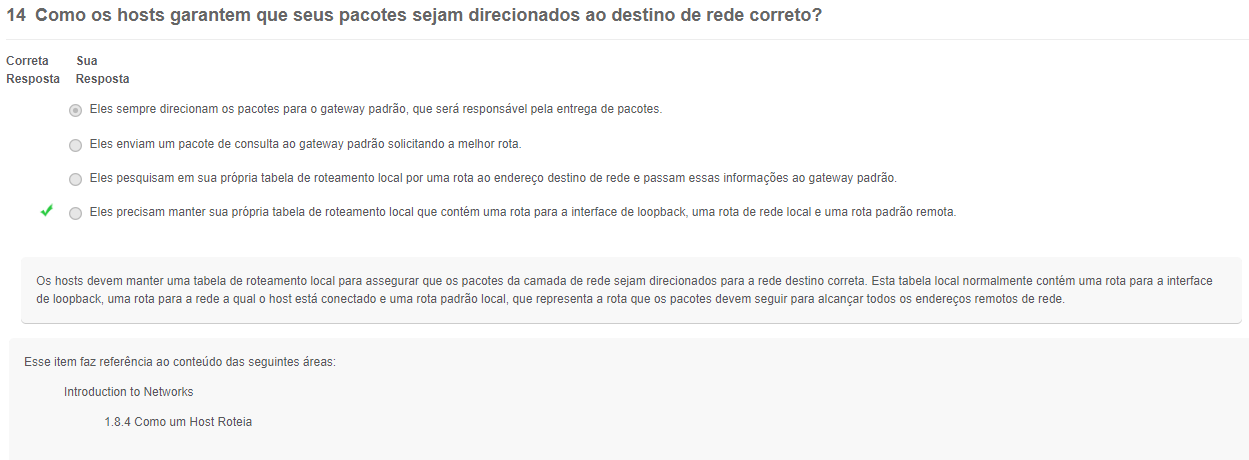 14 Como os hosts garantem que seus pacotes sejam direcionados ao destino de rede correto?
Correta Sua
Resposta Resposta
Eles sempre direcionam os pacotes para o gateway padrão, que será responsável pela entrega de pacotes.
Eles enviam um pacote de consulta ao gateway padrão solicitando a melhor rota.
Eles pesquisam em sua própria tabela de roteamento local por uma rota ao endereço destino de rede e passam essas informações ao gateway padrão.
Eles precisam manter sua própria tabela de roteamento local que contém uma rota para a interface de loopback, uma rota de rede local e uma rota padrão remota.
Os hosts devem manter uma tabela de roteamento local para assegurar que os pacotes da camada de rede sejam direcionados para a rede destino correta. Esta tabela local normalmente contém uma rota para a interface
de loopback, uma rota para a rede a qual o host está conectado e uma rota padrão local, que representa a rota que os pacotes devem seguir para alcançar todos os endereços remotos de rede.
Esse item faz referência ao conteúdo das seguintes áreas:
Introduction to Networks
1.8.4 Como um Host Roteia